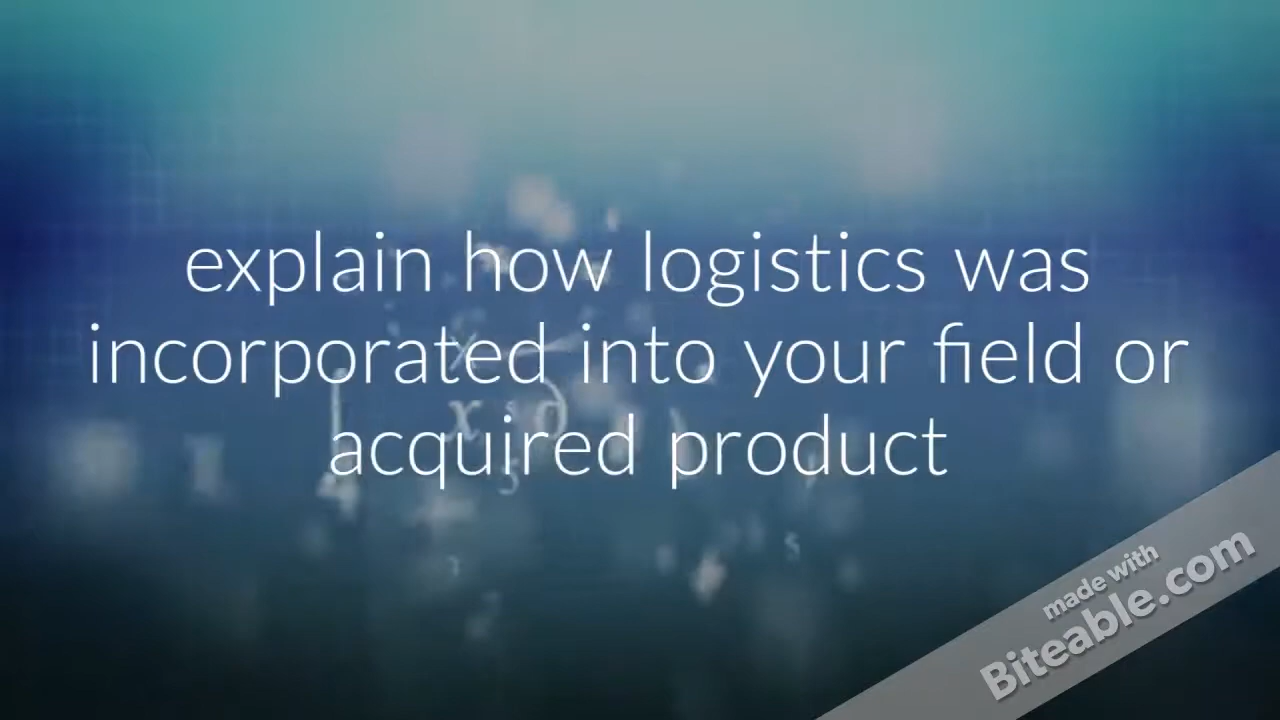 explain how logistics was
incorporated into your field or
acquired product
made with
Biteable.com